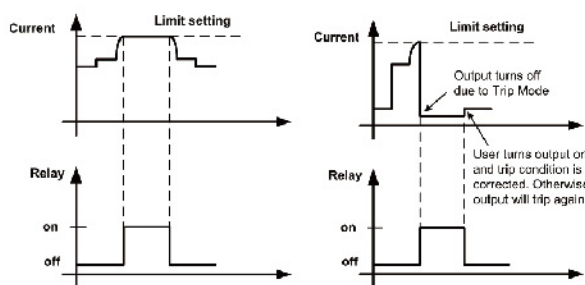 Current
Limit setting
Relay
on
off
Current
Limit setting
Output turns off
due to Trip Mode
User turns output on
and trip condition is
corrected. Otherwise
output will trip again
Relay
on
off